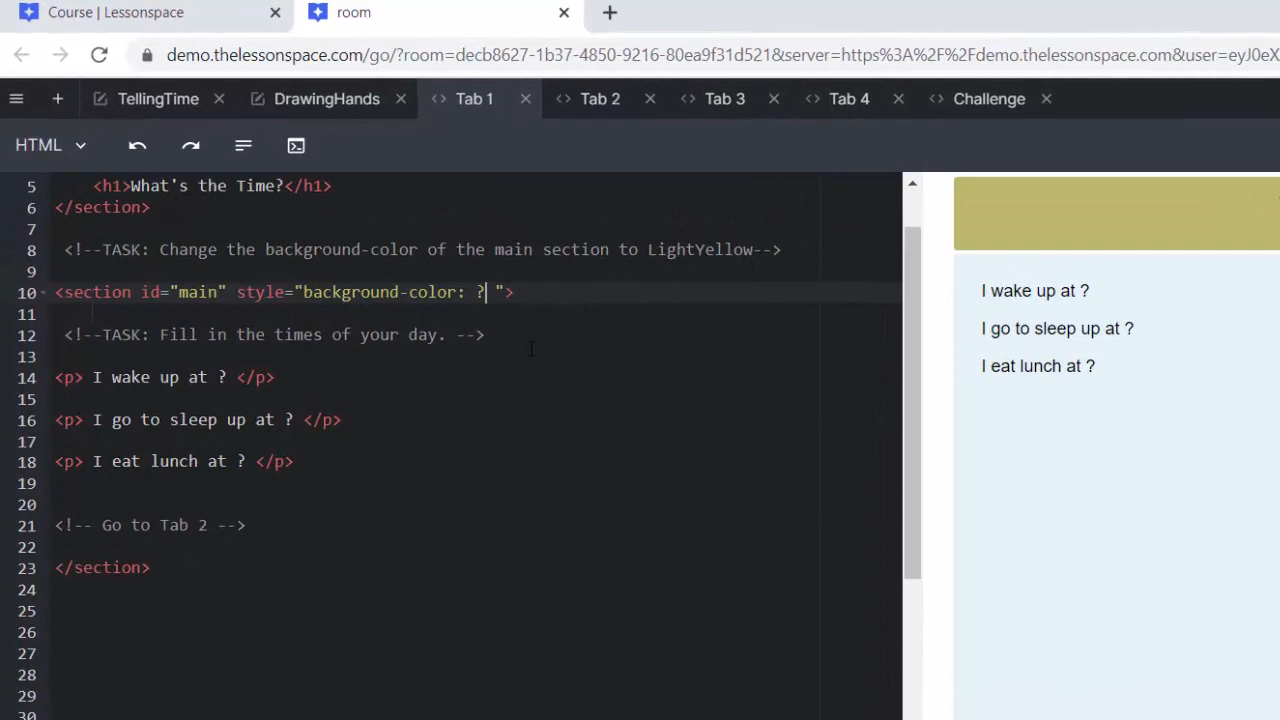 Course | Lessonspace
room
demo.thelessonspace.com/go/?room=decb8627-1b37-4850-9216-80ea9f31d521&server=https%3A%2F%2Fdemo.thelessonspace.com&user=eyJ0eX
TellingTime
DrawingHands
<> Tab 1
<> Tab 2
<> Tab 3
<> Tab 4
<> Challenge
HTML
5 <h1>What's the Time?</h1>
6 </section>
7
8 <!--TASK: Change the background-color of the main section to LightYellow-->
9
10 <section id="main" style="background-color: ? ">
11
12 <!--TASK: Fill in the times of your day. -->
13
14 <p> I wake up at ? </p>
15
16 <p> I go to sleep up at ? </p>
17
18 <p> I eat lunch at ? </p>
19
20
21 <!-- Go to Tab 2 -->
22
23 </section>
24
25
26
27
28
29
30
I wake up at ?
I go to sleep up at ?
I eat lunch at ?